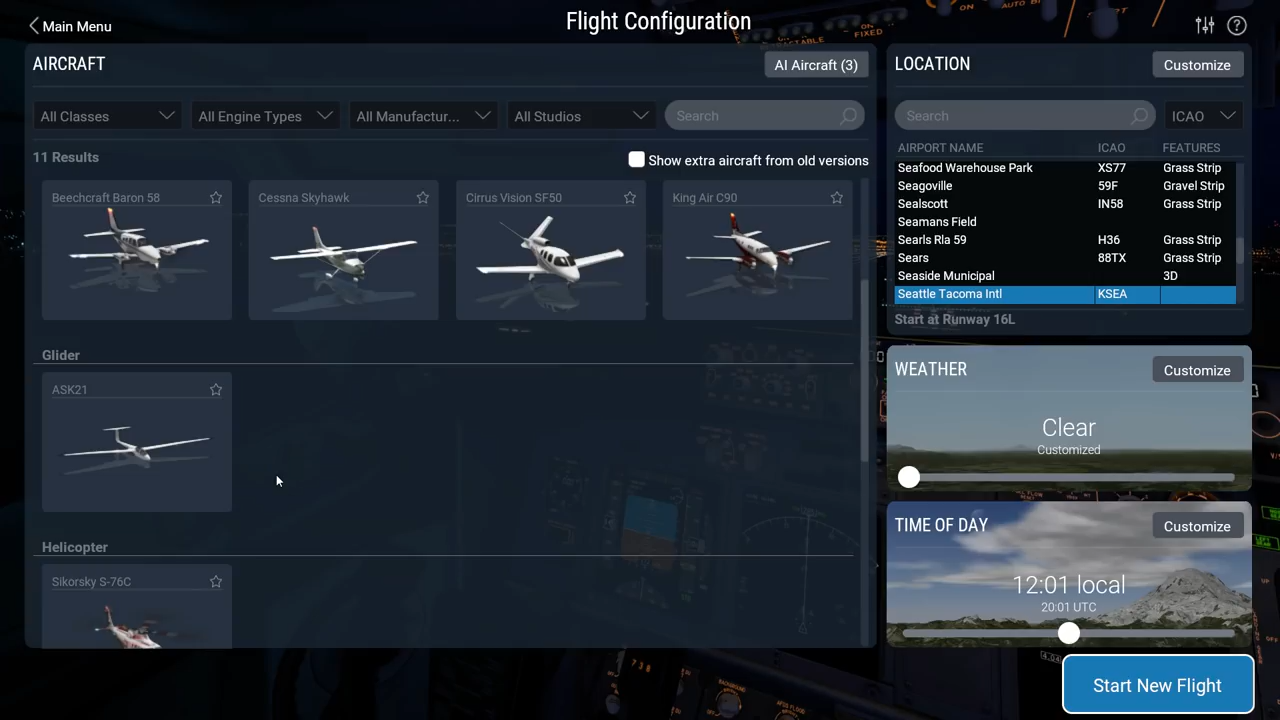 Main Menu
Flight Configuration
AIRCRAFT
AI Aircraft (3)
All Classes
All Engine Types
All Manufactur...
All Studios
Search
11 Results
Show extra aircraft from old versions
Beechcraft Baron 58
Cessna Skyhawk
Cirrus Vision SF50
King Air C90
Glider
ASK21
Helicopter
Sikorsky S-76C
LOCATION
Customize
Search
ICAO
AIRPORT NAME ICAO FEATURES
Seafood Warehouse Park XS77 Grass Strip
Seagoville 59F Gravel Strip
Sealscott IN58 Grass Strip
Seamans Field
Searls Rla 59 H36 Grass Strip
Sears 88TX Grass Strip
Seaside Municipal 3D
Seattle Tacoma Intl KSEA
Start at Runway 16L
WEATHER
Customize
Clear
Customized
TIME OF DAY
Customize
12:01 local
20:01 UTC
Start New Flight